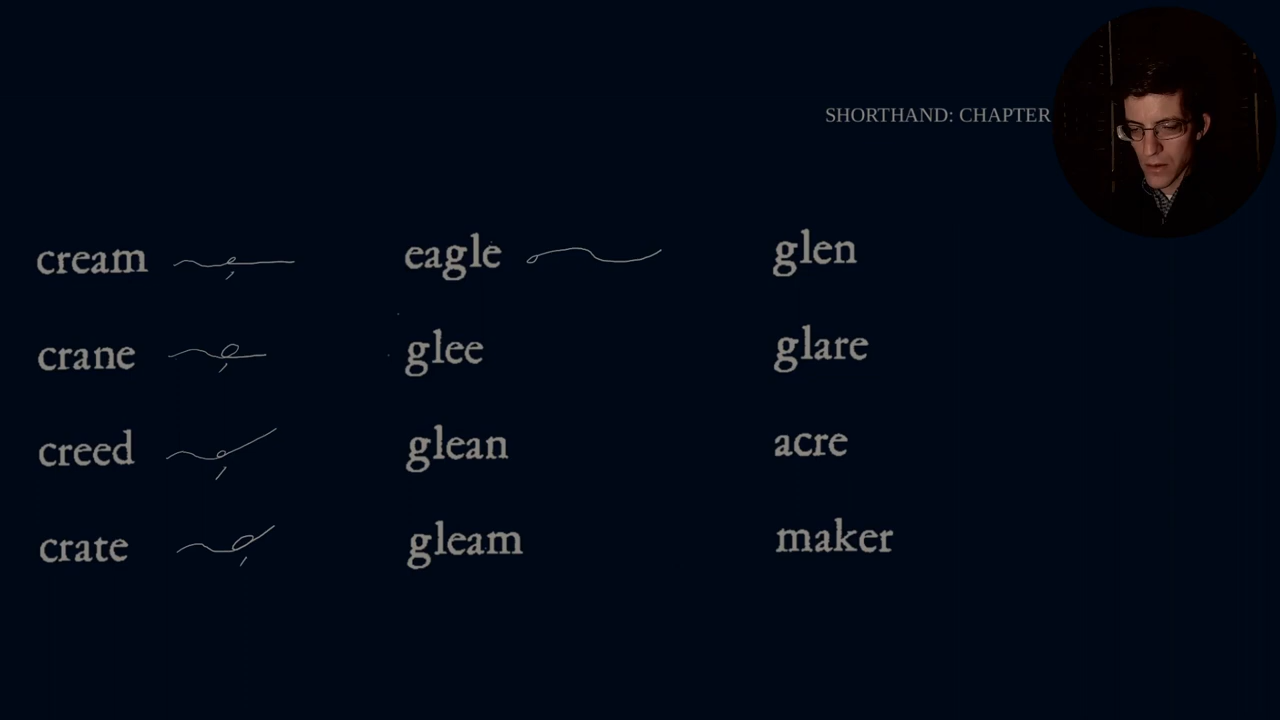 SHORTHAND: CHAPTER
cream eagle glen
crane glee glare
creed glean acre
crate gleam maker